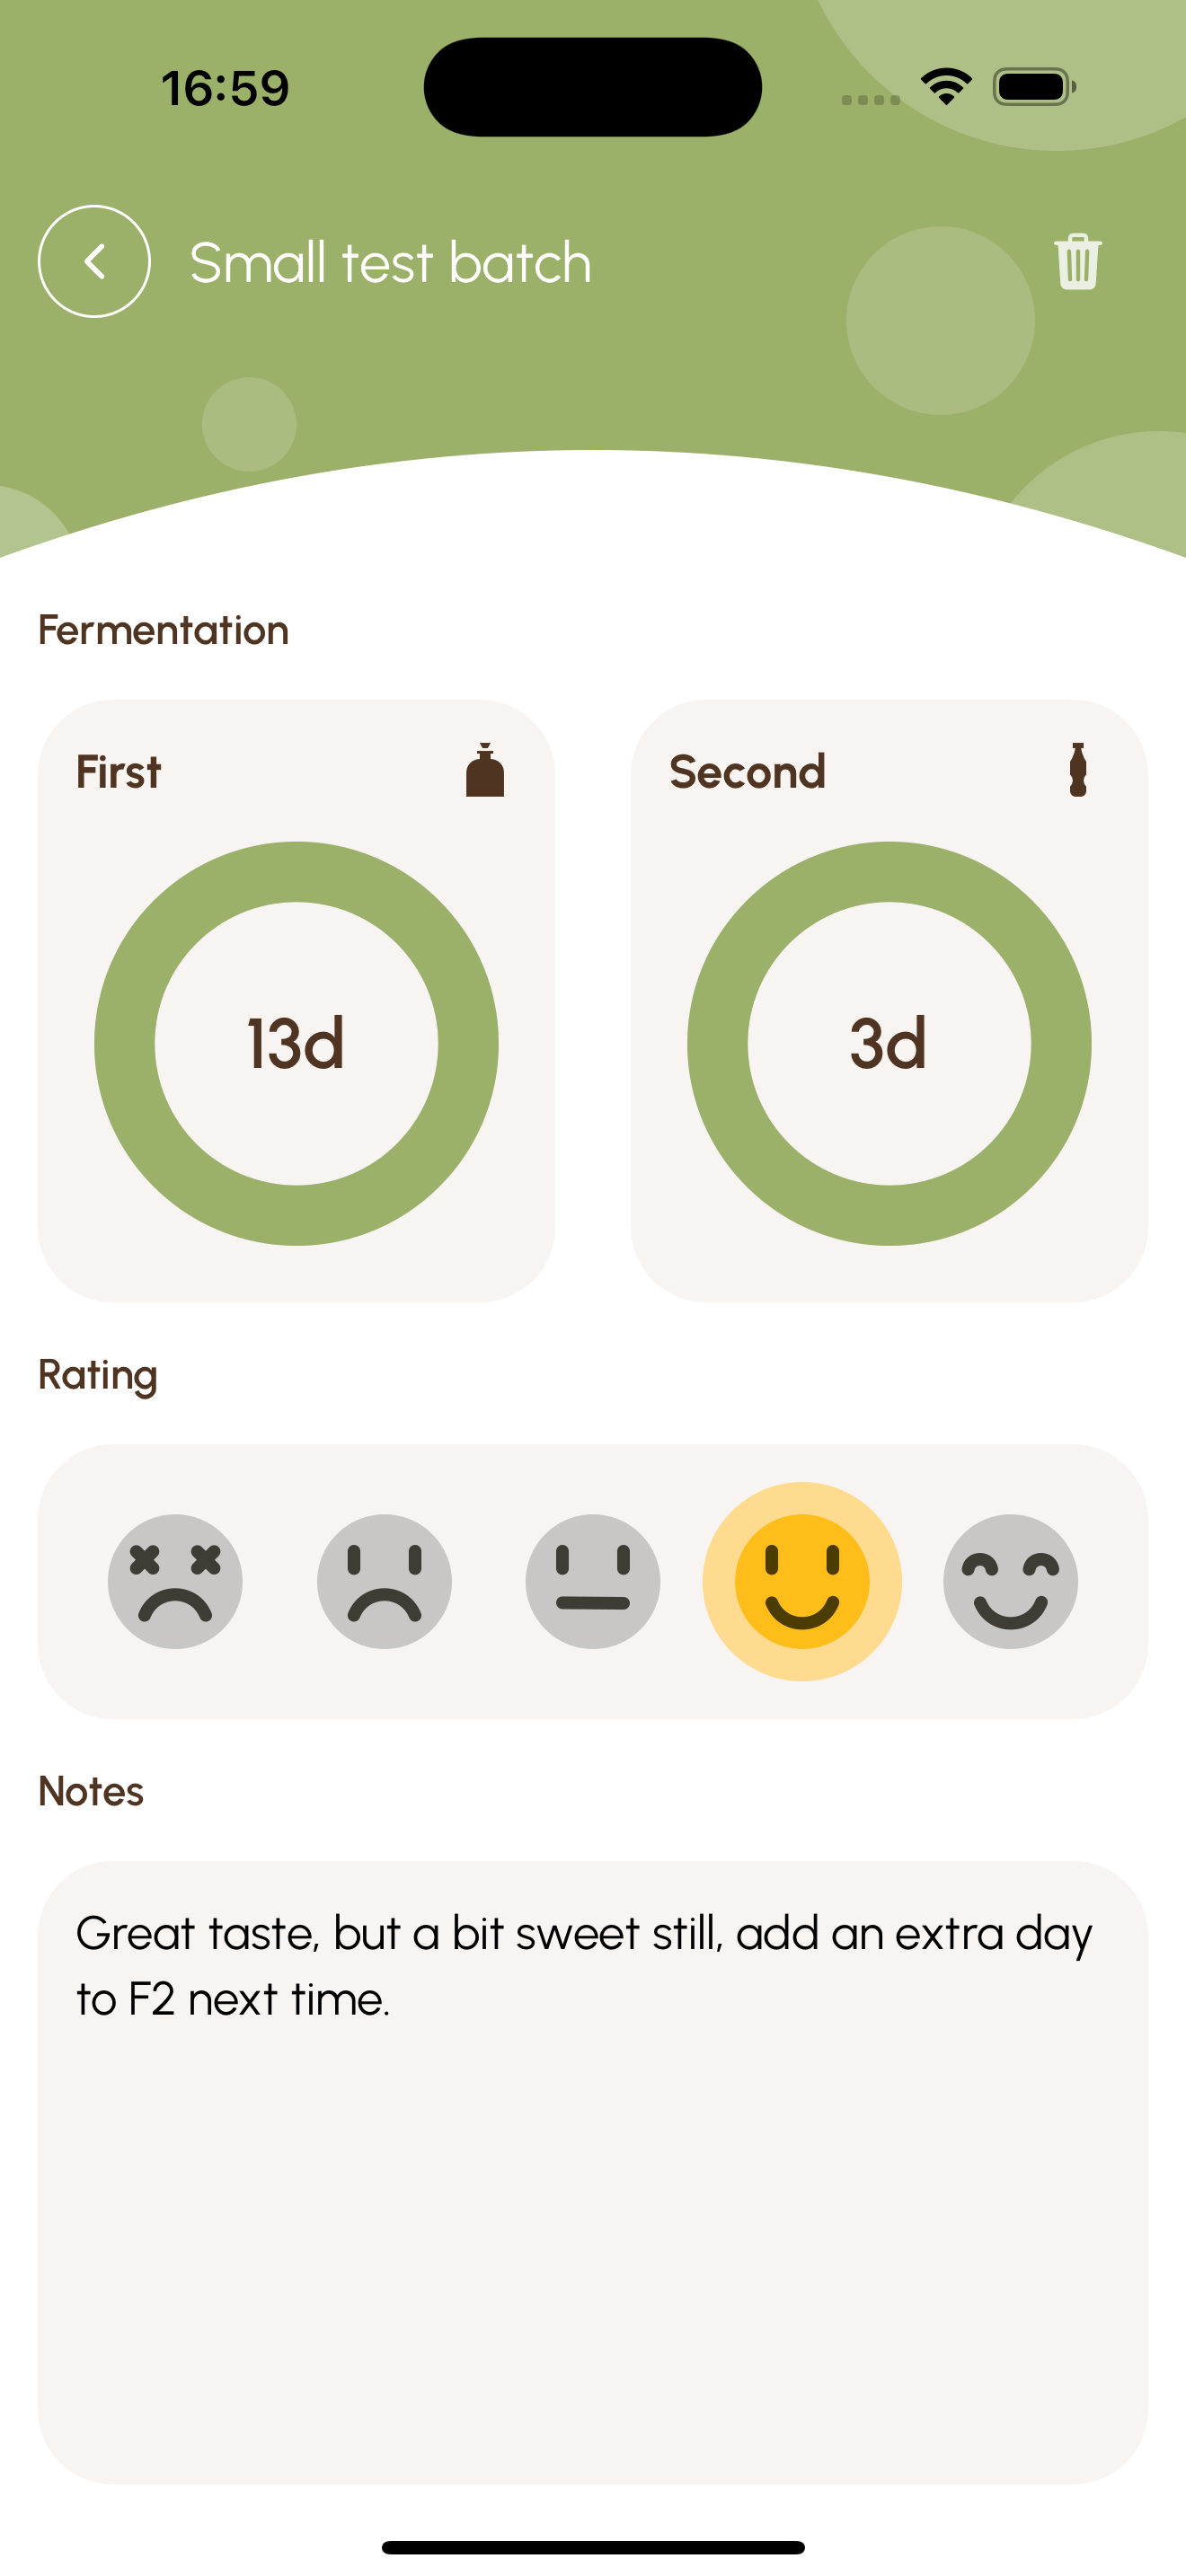 16:59
Small test batch
Fermentation
First
Second
13d
3d
Rating
Notes
Great taste, but a bit sweet still, add an extra day
to F2 next time.